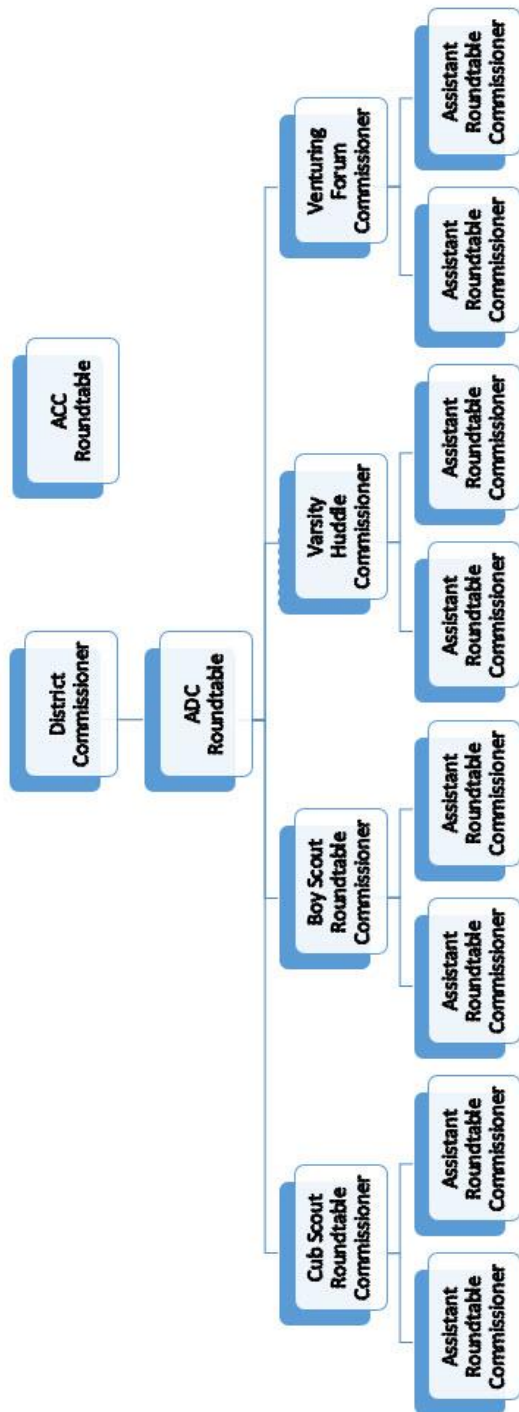 District
Commissioner
ACC
Roundtable
ADC
Roundtable
Cub Scout
Roundtable
Commissioner
Boy Scout
Roundtable
Commissioner
Varsity
Huddle
Commissioner
Venturing
Forum
Commissioner
Assistant
Roundtable
Commissioner
Assistant
Roundtable
Commissioner
Assistant
Roundtable
Commissioner
Assistant
Roundtable
Commissioner
Assistant
Roundtable
Commissioner
Assistant
Roundtable
Commissioner
Assistant
Roundtable
Commissioner
Assistant
Roundtable
Commissioner